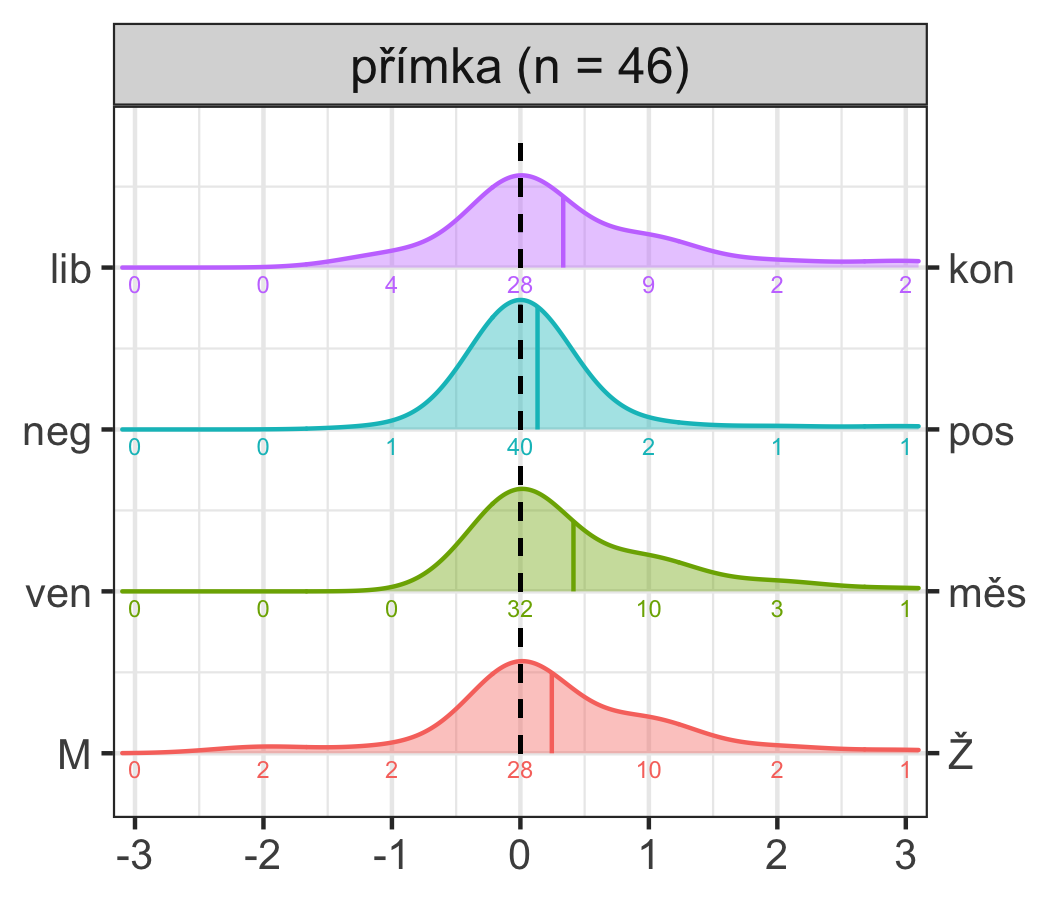 přímka (n = 46)
lib kon
0 0 4 28 9 2 2
neg pos
0 0 1 40 2 1 1
ven měs
0 0 0 32 10 3 1
M Ž
0 2 2 28 10 2 1
-3 -2 -1 0 1 2 3